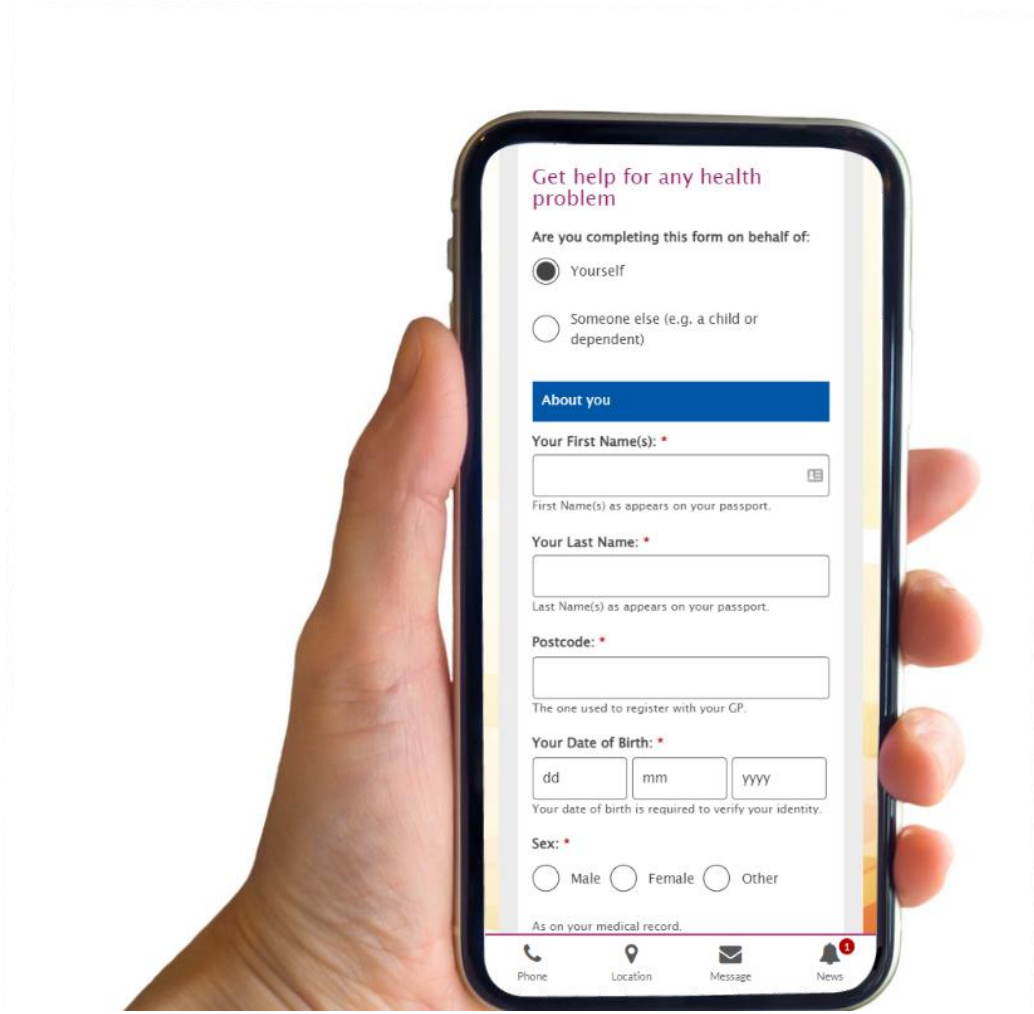 Get help for any health
problem
Are you completing this form on behalf of:
Yourself
Someone else (e.g. a child or
dependent)
About you
Your First Name(s): *
First Name(s) as appears on your passport.
Your Last Name: *
Last Name(s) as appears on your passport.
Postcode: *
The one used to register with your GP.
Your Date of Birth: *
dd mm yyyy
Your date of birth is required to verify your identity.
Sex: *
Male Female Other
As on your medical record.
1
Phone Location Message News